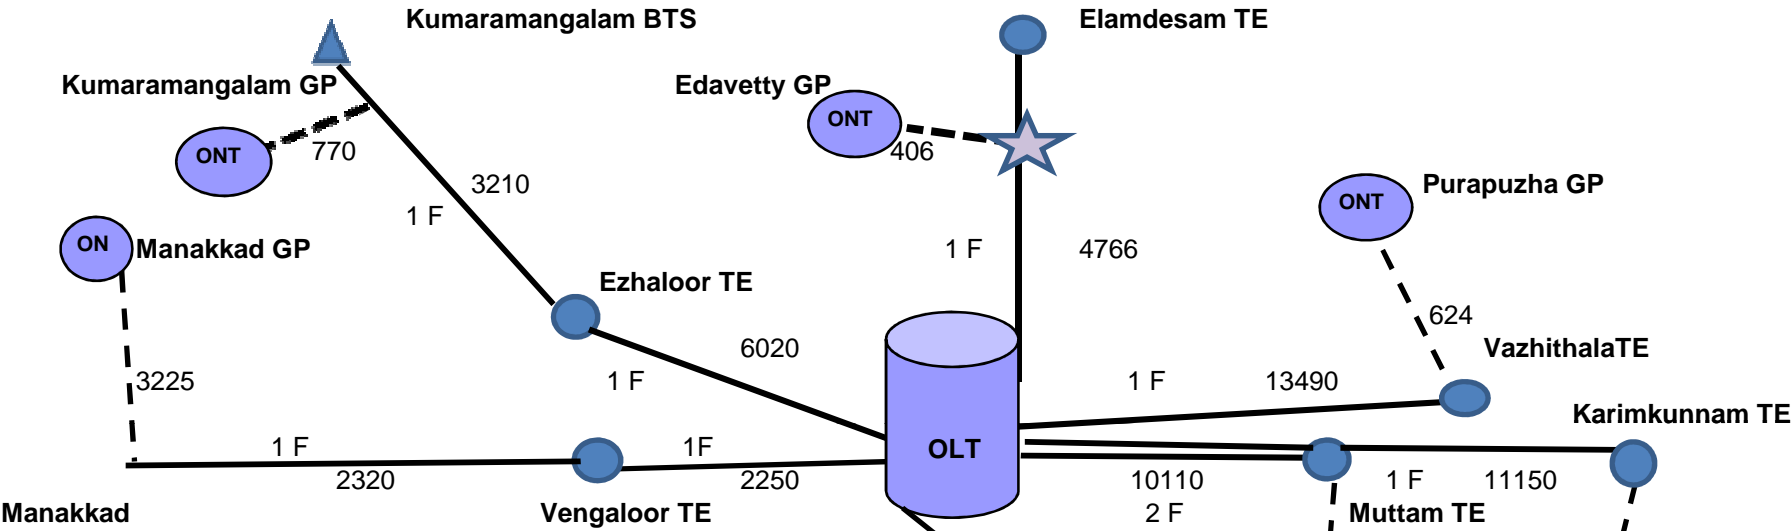 Kumaramangalam BTS
Elamdesam TE
Kumaramangalam GP
Edavetty GP
ONT
406
ONT
770
3210
Purapuzha GP
ONT
1 F
ON
Manakkad GP
1 F
4766
Ezhaloor TE
624
6020
VazhithalaTE
3225
1 F
1 F
13490
Karimkunnam TE
1 F
1F
OLT
2320
2250
10110
1 F
11150
Manakkad
Vengaloor TE
2 F
Muttam TE